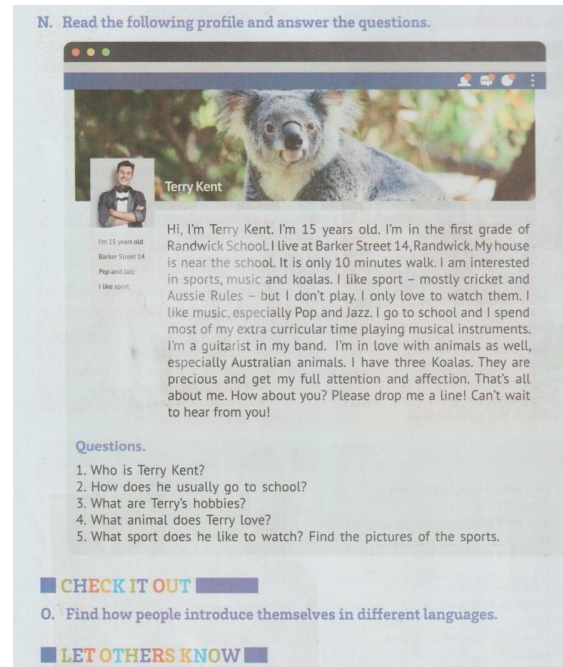 N. Read the following profile and answer the questions.
Terry Kent
I'm 15 years old
Barker Street 14
Pop and Jazz
I like sport
Hi, I'm Terry Kent. I'm 15 years old. I'm in the first grade of
Randwick School. I live at Barker Street 14, Randwick. My house
is near the school. It is only 10 minutes walk. I am interested
in sports, music and koalas. I like sport – mostly cricket and
Aussie Rules – but I don't play. I only love to watch them. I
like music, especially Pop and Jazz. I go to school and I spend
most of my extra curricular time playing musical instruments.
I'm a guitarist in my band. I'm in love with animals as well,
especially Australian animals. I have three Koalas. They are
precious and get my full attention and affection. That's all
about me. How about you? Please drop me a line! Can't wait
to hear from you!
Questions.
1. Who is Terry Kent?
2. How does he usually go to school?
3. What are Terry's hobbies?
4. What animal does Terry love?
5. What sport does he like to watch? Find the pictures of the sports.
CHECK IT OUT
O. Find how people introduce themselves in different languages.
LET OTHERS KNOW